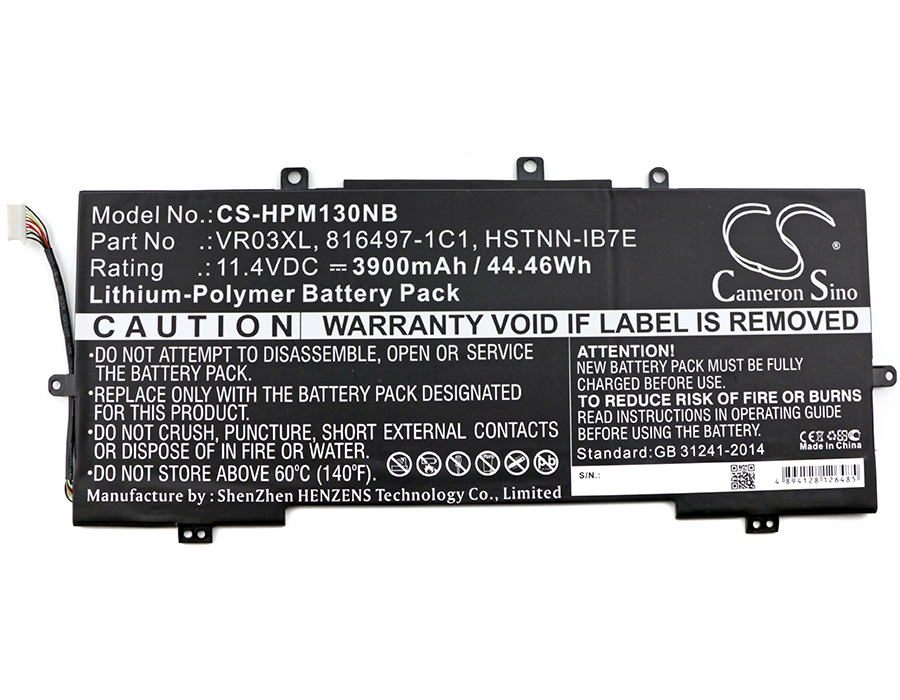 Model No.:CS-HPM130NB
Part No :VR03XL, 816497-1C1, HSTNN-IB7E
Rating :11.4VDC ⎓ 3900mAh / 44.46Wh
Lithium-Polymer Battery Pack
CS®
Cameron Sino
CAUTION WARRANTY VOID IF LABEL IS REMOVED
•DO NOT ATTEMPT TO DISASSEMBLE, OPEN OR SERVICE
THE BATTERY PACK.
•REPLACE ONLY WITH THE BATTERY PACK DESIGNATED
FOR THIS PRODUCT.
•DO NOT CRUSH, PUNCTURE, SHORT EXTERNAL CONTACTS
OR DISPOSE OF IN FIRE OR WATER.
•DO NOT STORE ABOVE 60℃ (140℉).
Manufacture by : ShenZhen HENZENS Technology Co., Limited
ATTENTION!
NEW BATTERY PACK MUST BE FULLY
CHARGED BEFORE USE.
TO REDUCE RISK OF FIRE OR BURNS
READ INSTRUCTIONS IN OPERATING GUIDE
BEFORE USING THE BATTERY.
Standard:GB 31241-2014
CE
S/N.:
4 894128 126485